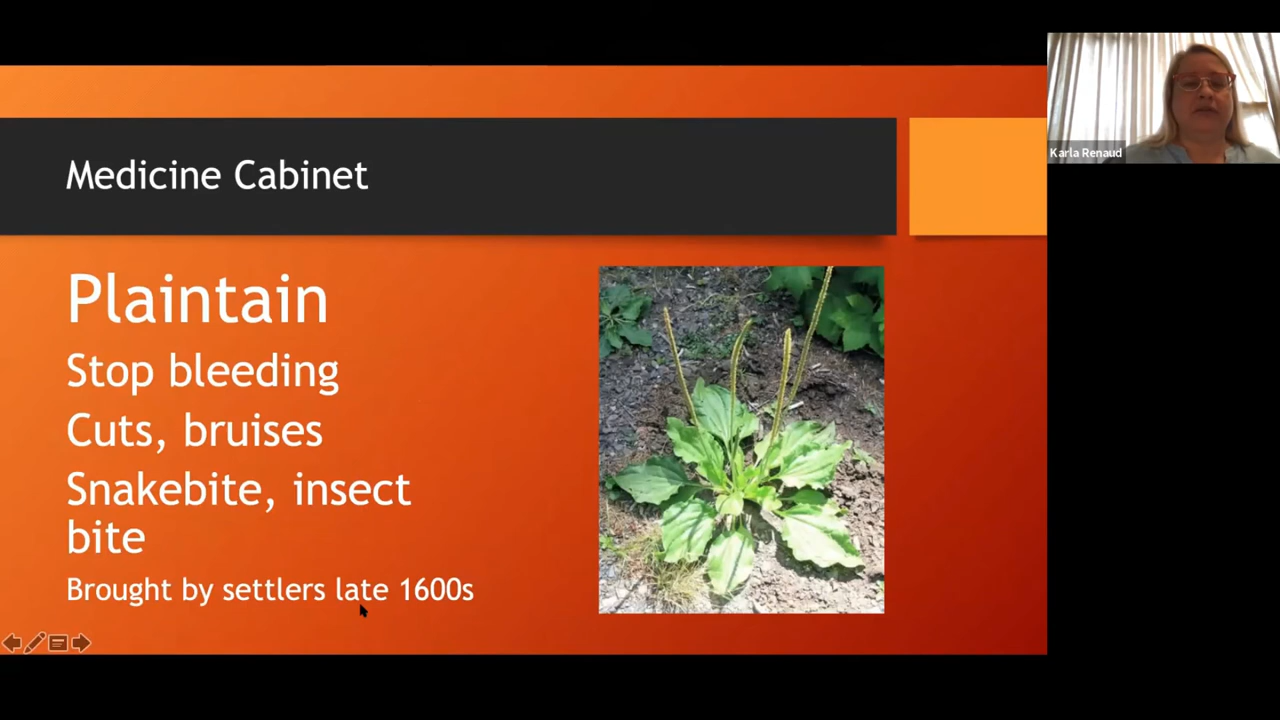 Medicine Cabinet
Plaintain
Stop bleeding
Cuts, bruises
Snakebite, insect
bite
Brought by settlers late 1600s
Karla Renaud